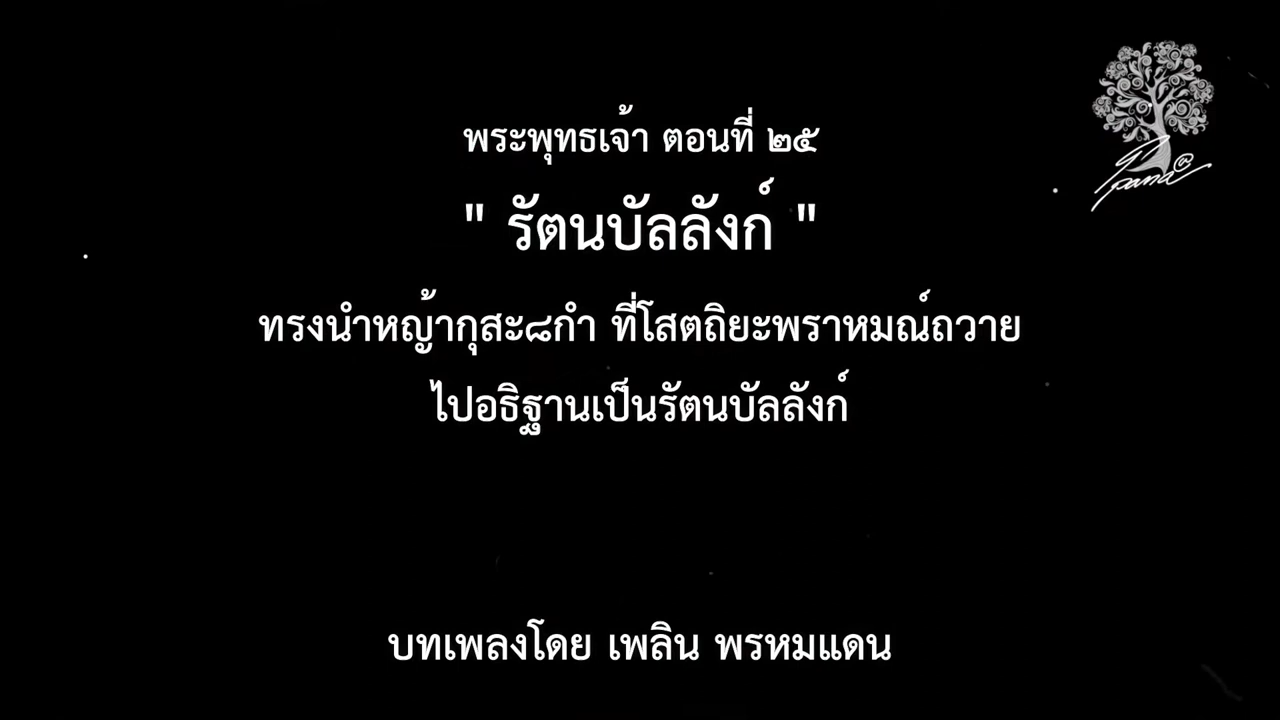 พระพุทธเจ้า ตอนที่ ๒๕
" รัตนบัลลังก์ "
ทรงนำหญ้ากุสะ๘กำ ที่โสตถิยะพราหมณ์ถวาย
ไปอธิฐานเป็นรัตนบัลลังก์
บทเพลงโดย เพลิน พรหมแดน